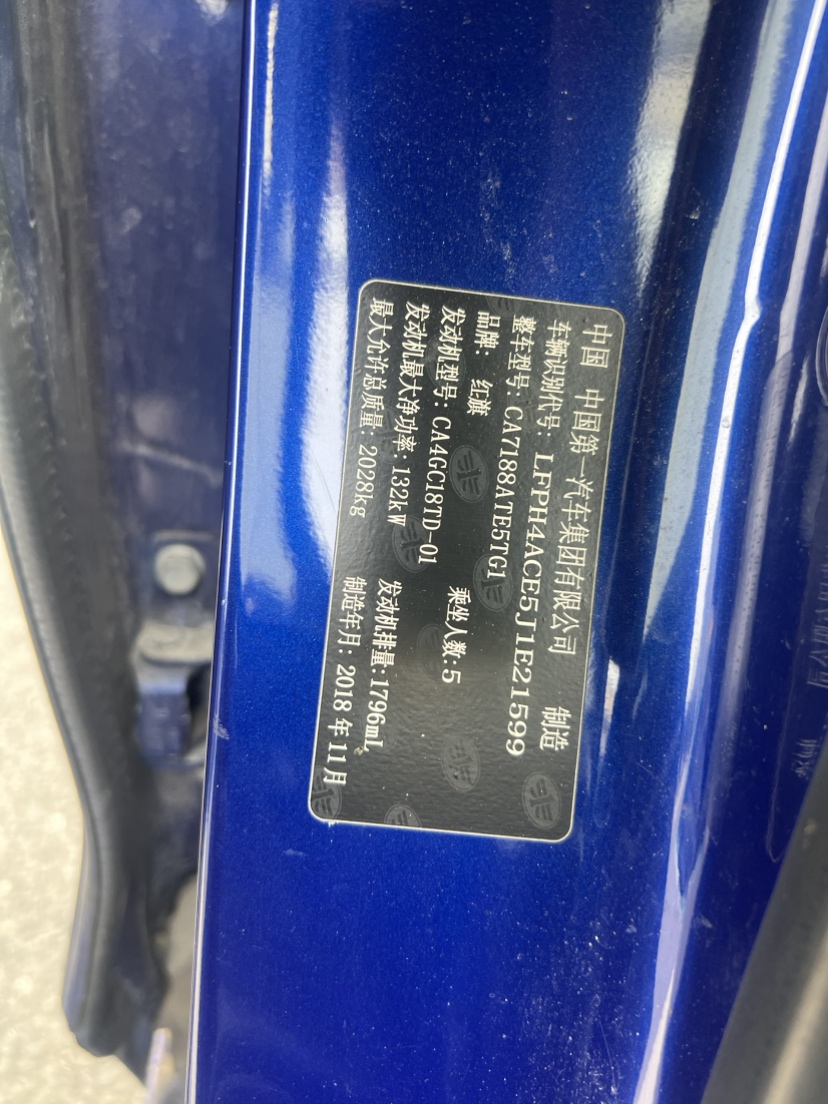 中国 中国第一汽车集团有限公司 制造
车辆识别代号: LFPH4ACE5J1E21599
整车型号: CA7188ATE5TG1
品牌: 红旗 乘坐人数:5
发动机型号: CA4GC18TD-01
发动机最大净功率: 132kW 发动机排量:1796mL
最大允许总质量: 2028kg 制造年月: 2018年11月